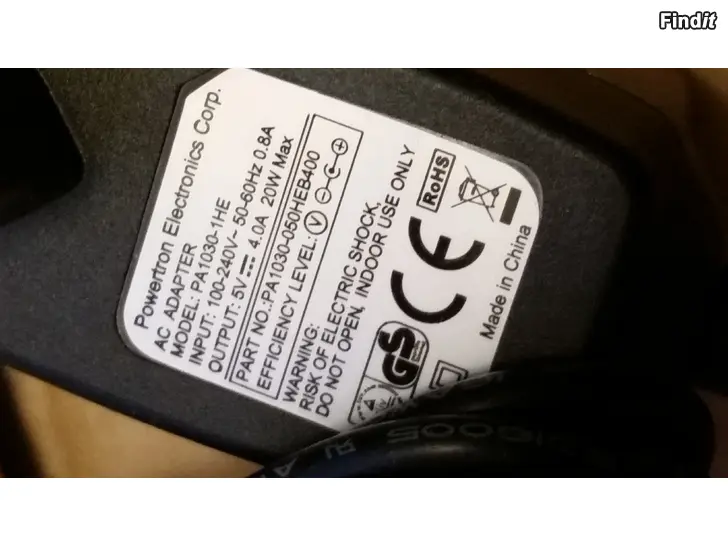 Findit
Powertron Electronics Corp.
AC ADAPTER
MODEL: PA1030-1HE
INPUT: 100-240V~ 50-60Hz 0.8A
OUTPUT: 5V⎓ 4.0A 20W Max
PART NO.:PA1030-050HEB400
EFFICIENCY LEVEL: V
WARNING:
RISK OF ELECTRIC SHOCK,
DO NOT OPEN, INDOOR USE ONLY
GS
CE
RoHS
Made in China